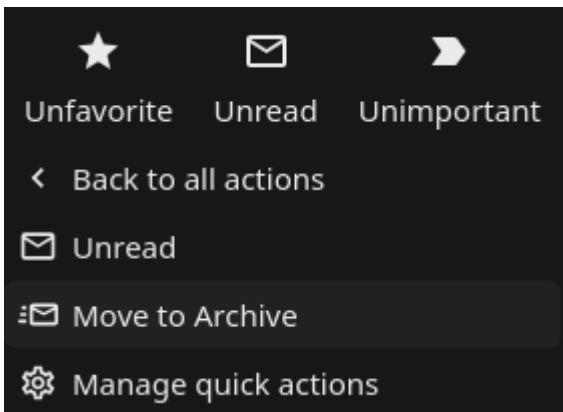 Unfavorite Unread Unimportant
Back to all actions
Unread
Move to Archive
Manage quick actions